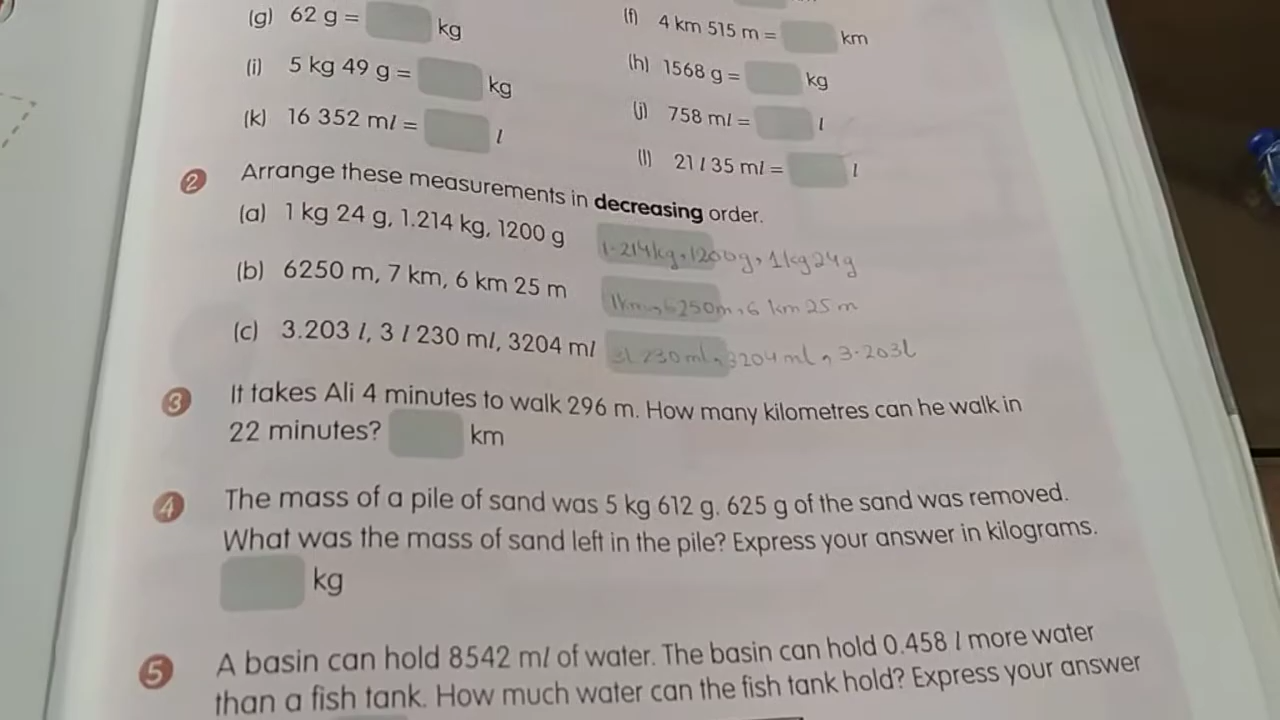 (g) 62 g = kg
(f) 4 km 515 m = km
(i) 5 kg 49 g = kg
(h) 1568 g = kg
(k) 16 352 ml = l
(j) 758 ml = l
(l) 21 l 35 ml = l
2 Arrange these measurements in decreasing order.
(a) 1 kg 24 g, 1.214 kg, 1200 g 1.214kg, 1200g, 1kg24g
(b) 6250 m, 7 km, 6 km 25 m 6250m, 6 km 25 m
(c) 3.203 l, 3 l 230 ml, 3204 ml 3l 230ml, 3204 ml, 3.203l
3 It takes Ali 4 minutes to walk 296 m. How many kilometres can he walk in
22 minutes? km
4 The mass of a pile of sand was 5 kg 612 g. 625 g of the sand was removed.
What was the mass of sand left in the pile? Express your answer in kilograms.
kg
5 A basin can hold 8542 ml of water. The basin can hold 0.458 l more water
than a fish tank. How much water can the fish tank hold? Express your answer